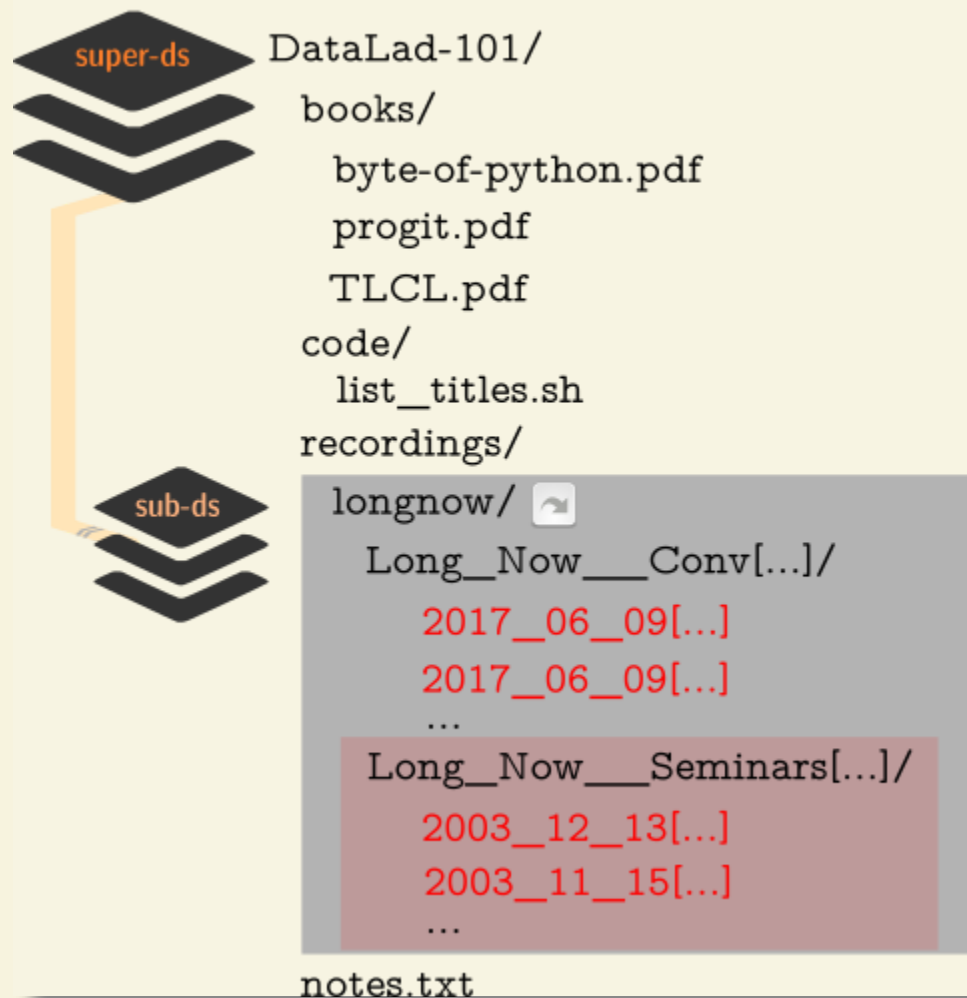 super-ds DataLad-101/
books/
byte-of-python.pdf
progit.pdf
TLCL.pdf
code/
list_titles.sh
recordings/
sub-ds longnow/
Long_Now__Conv[...]/
2017_06_09[...]
2017_06_09[...]
...
Long_Now__Seminars[...]/
2003_12_13[...]
2003_11_15[...]
...
notes.txt